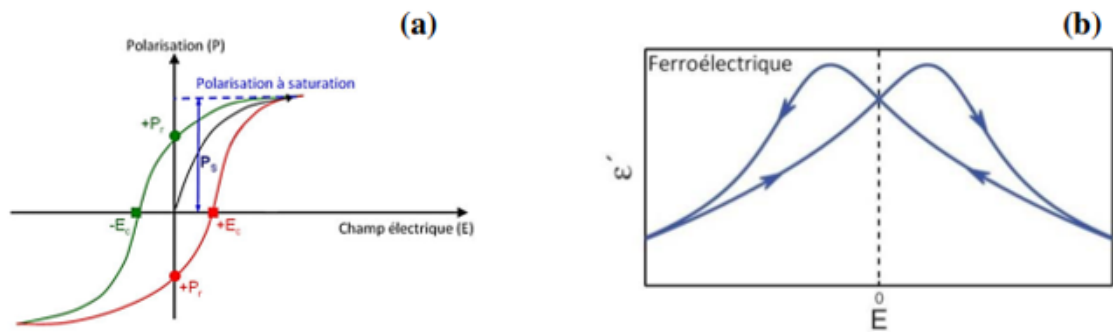 (a)
Polarisation (P)
Polarisation à saturation
+Pr
Ps
-Ec
+Ec
Champ électrique (E)
+Pr
(b)
Ferroélectrique
ε´
0
E